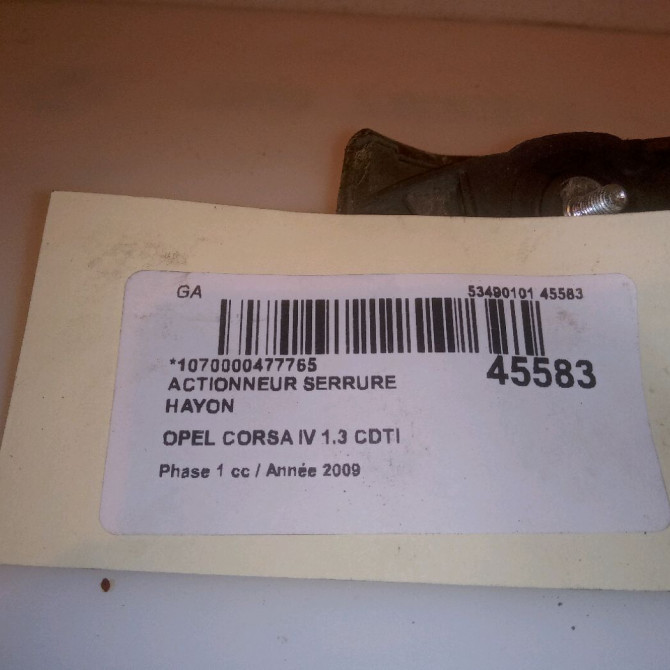 GA 53490101 45583
*1070000477765 45583
ACTIONNEUR SERRURE
HAYON
OPEL CORSA IV 1.3 CDTI
Phase 1 cc / Année 2009